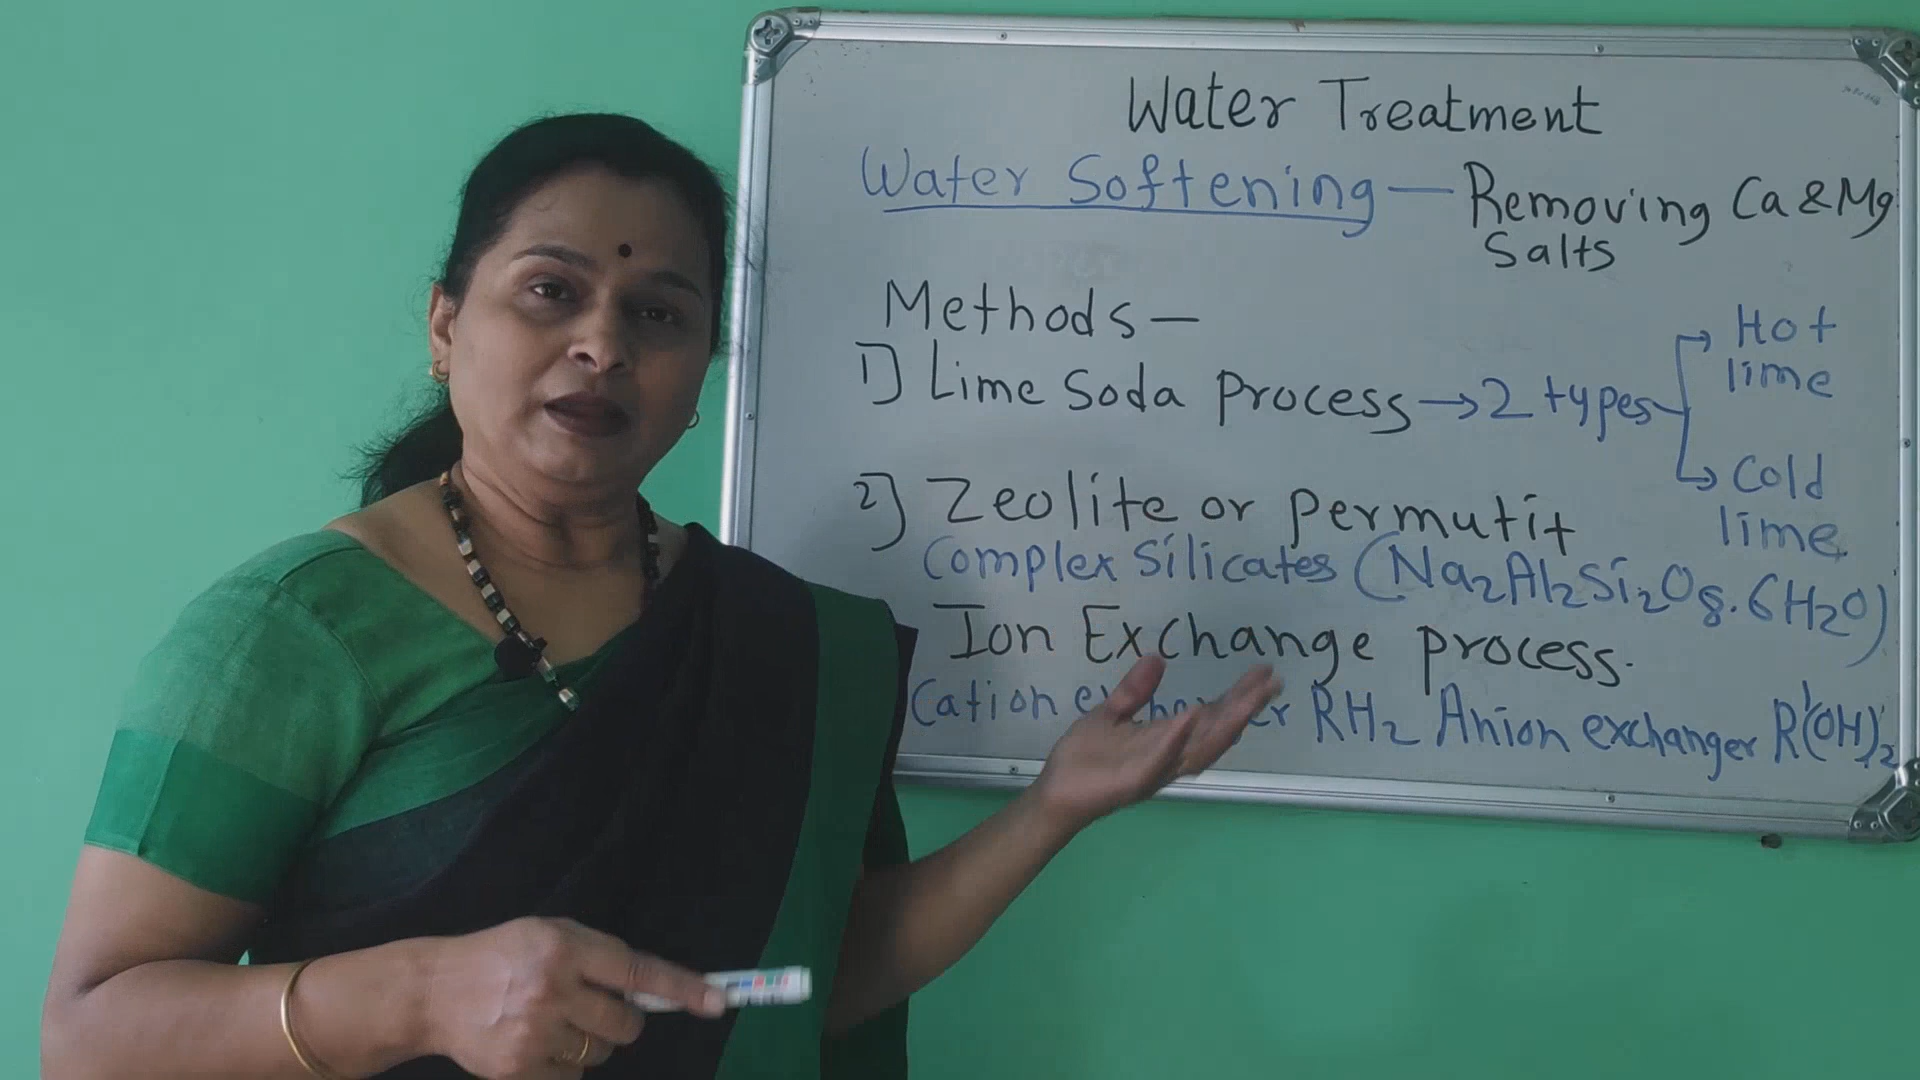 Water Treatment
Water Softening — Removing Ca & Mg
Salts
Methods —
1) Lime Soda Process → 2 types
Hot
lime
Cold
lime
2) Zeolite or Permutit
Complex Silicates (Na2Al2Si2O8.6H2O)
Ion Exchange process.
Cation RH2 Anion exchanger R'(OH)2